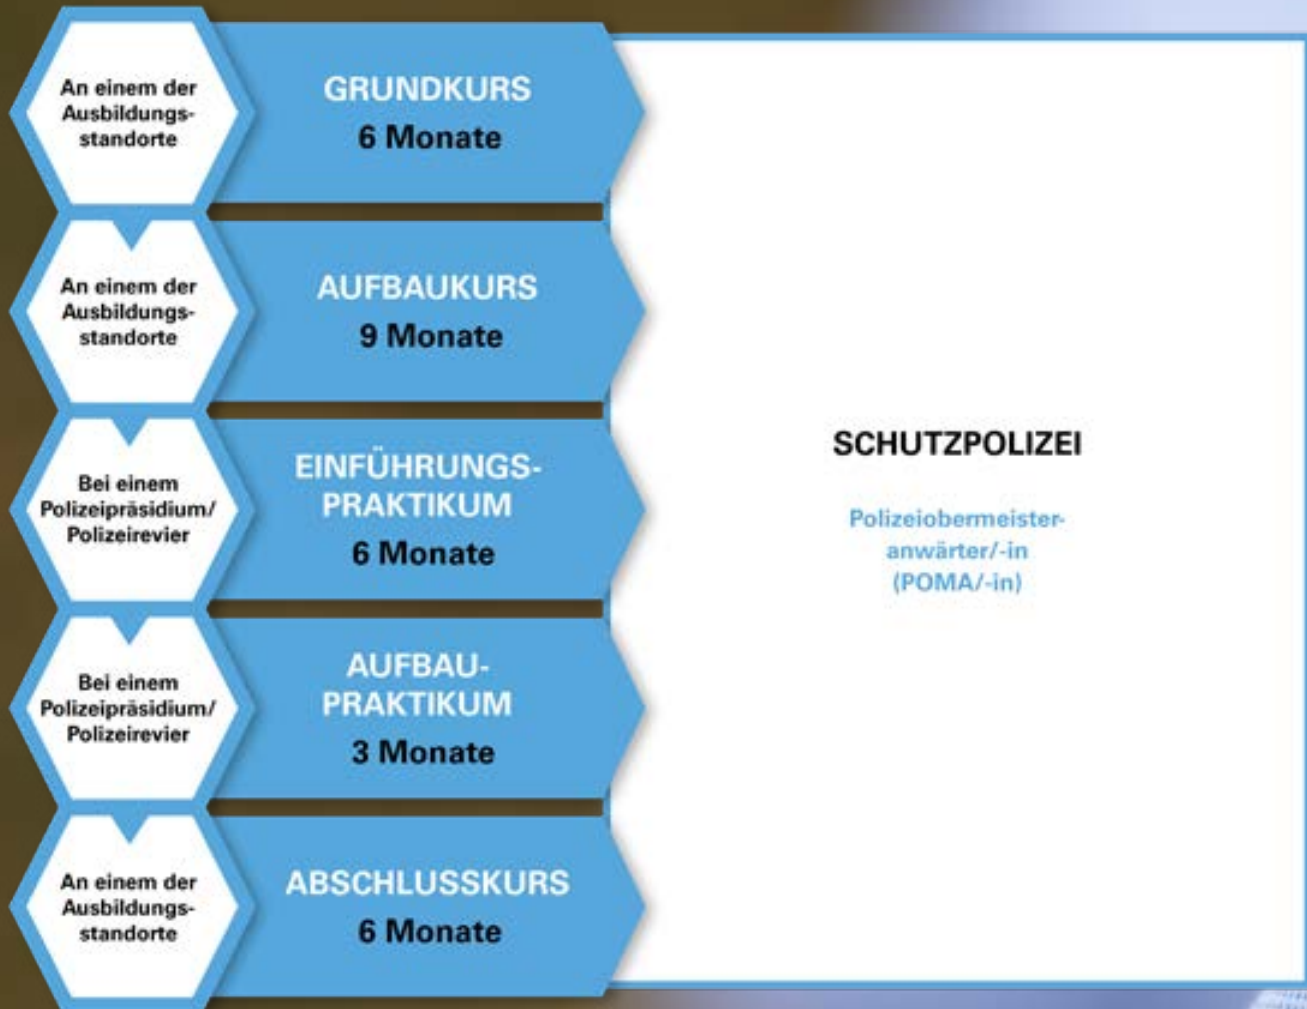 An einem der
Ausbildungs-
standorte
GRUNDKURS
6 Monate
An einem der
Ausbildungs-
standorte
AUFBAUKURS
9 Monate
Bei einem
Polizeipräsidium/
Polizeirevier
EINFÜHRUNGS-
PRAKTIKUM
6 Monate
Bei einem
Polizeipräsidium/
Polizeirevier
AUFBAU-
PRAKTIKUM
3 Monate
An einem der
Ausbildungs-
standorte
ABSCHLUSSKURS
6 Monate
SCHUTZPOLIZEI
Polizeiobermeister-
anwärter/-in
(POMA/-in)